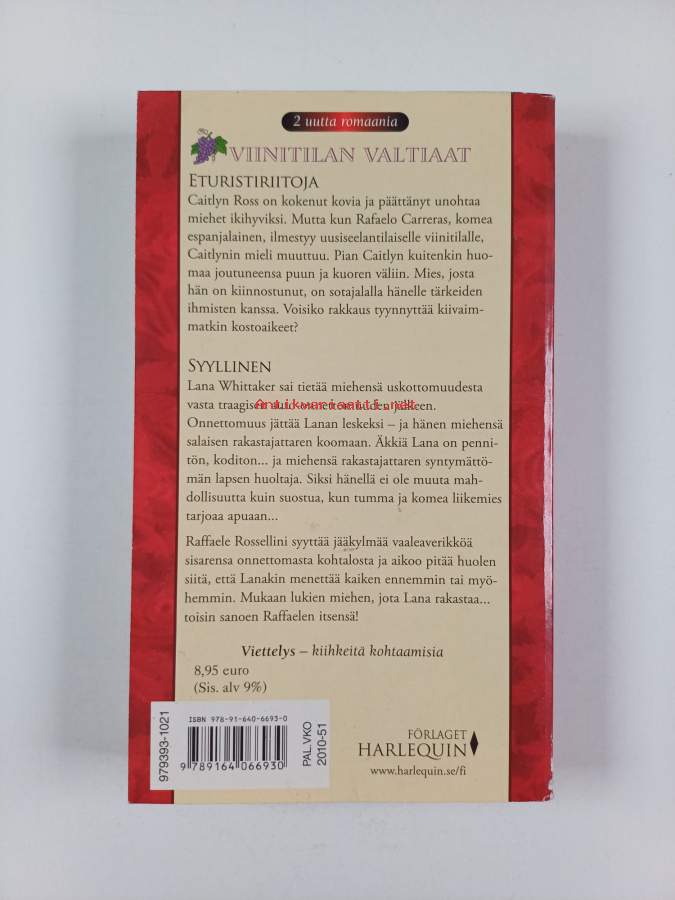 2 uutta romaania
VIINITILAN VALTIAAT
ETURISTIRIITOJA
Caitlyn Ross on kokenut kovia ja päättänyt unohtaa
miehet ikihyviksi. Mutta kun Rafaelo Carreras, komea
espanjalainen, ilmestyy uusiseelantilaiselle viinitilalle,
Caitlynin mieli muuttuu. Pian Caitlyn kuitenkin huo-
maa joutuneensa puun ja kuoren väliin. Mies, josta
hän on kiinnostunut, on sotajalalla hänelle tärkeiden
ihmisten kanssa. Voisiko rakkaus tyynnyttää kiivaim-
matkin kostoaikeet?
SYYLLINEN
Lana Whittaker sai tietää miehensä uskottomuudesta
vasta traagisen jälkeen.
Antikvariaatti.net
Onnettomuus jättää Lanan leskeksi – ja hänen miehensä
salaisen rakastajattaren koomaan. Äkkiä Lana on penni-
tön, koditon... ja miehensä rakastajattaren syntymättö-
män lapsen huoltaja. Siksi hänellä ei ole muuta mah-
dollisuutta kuin suostua, kun tumma ja komea liikemies
tarjoaa apuaan...
Raffaele Rossellini syyttää jääkylmää vaaleaverikköä
sisarensa onnettomasta kohtalosta ja aikoo pitää huolen
siitä, että Lanakin menettää kaiken ennemmin tai myö-
hemmin. Mukaan lukien miehen, jota Lana rakastaa...
toisin sanoen Raffaelen itsensä!
Viettelys – kiihkeitä kohtaamisia
8,95 euro
(Sis. alv 9%)
979393-1021
ISBN 978-91-640-6693-0
9 789164 066930
PAL.VKO
2010-51
FÖRLAGET
HARLEQUIN
www.harlequin.se/fi